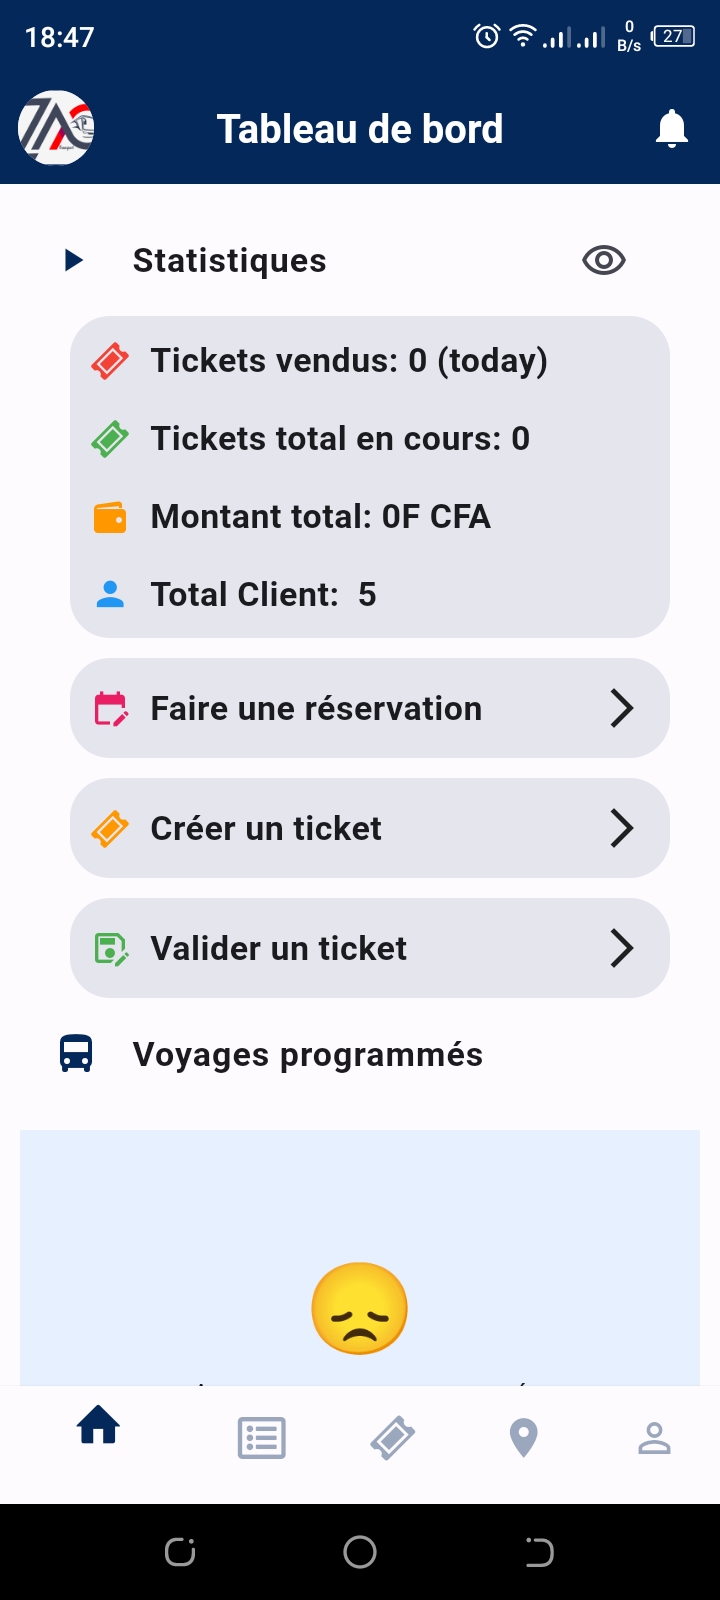 18:47
0
B/s
27
Tableau de bord
Statistiques
Tickets vendus: 0 (today)
Tickets total en cours: 0
Montant total: 0F CFA
Total Client:  5
Faire une réservation
Créer un ticket
Valider un ticket
Voyages programmés